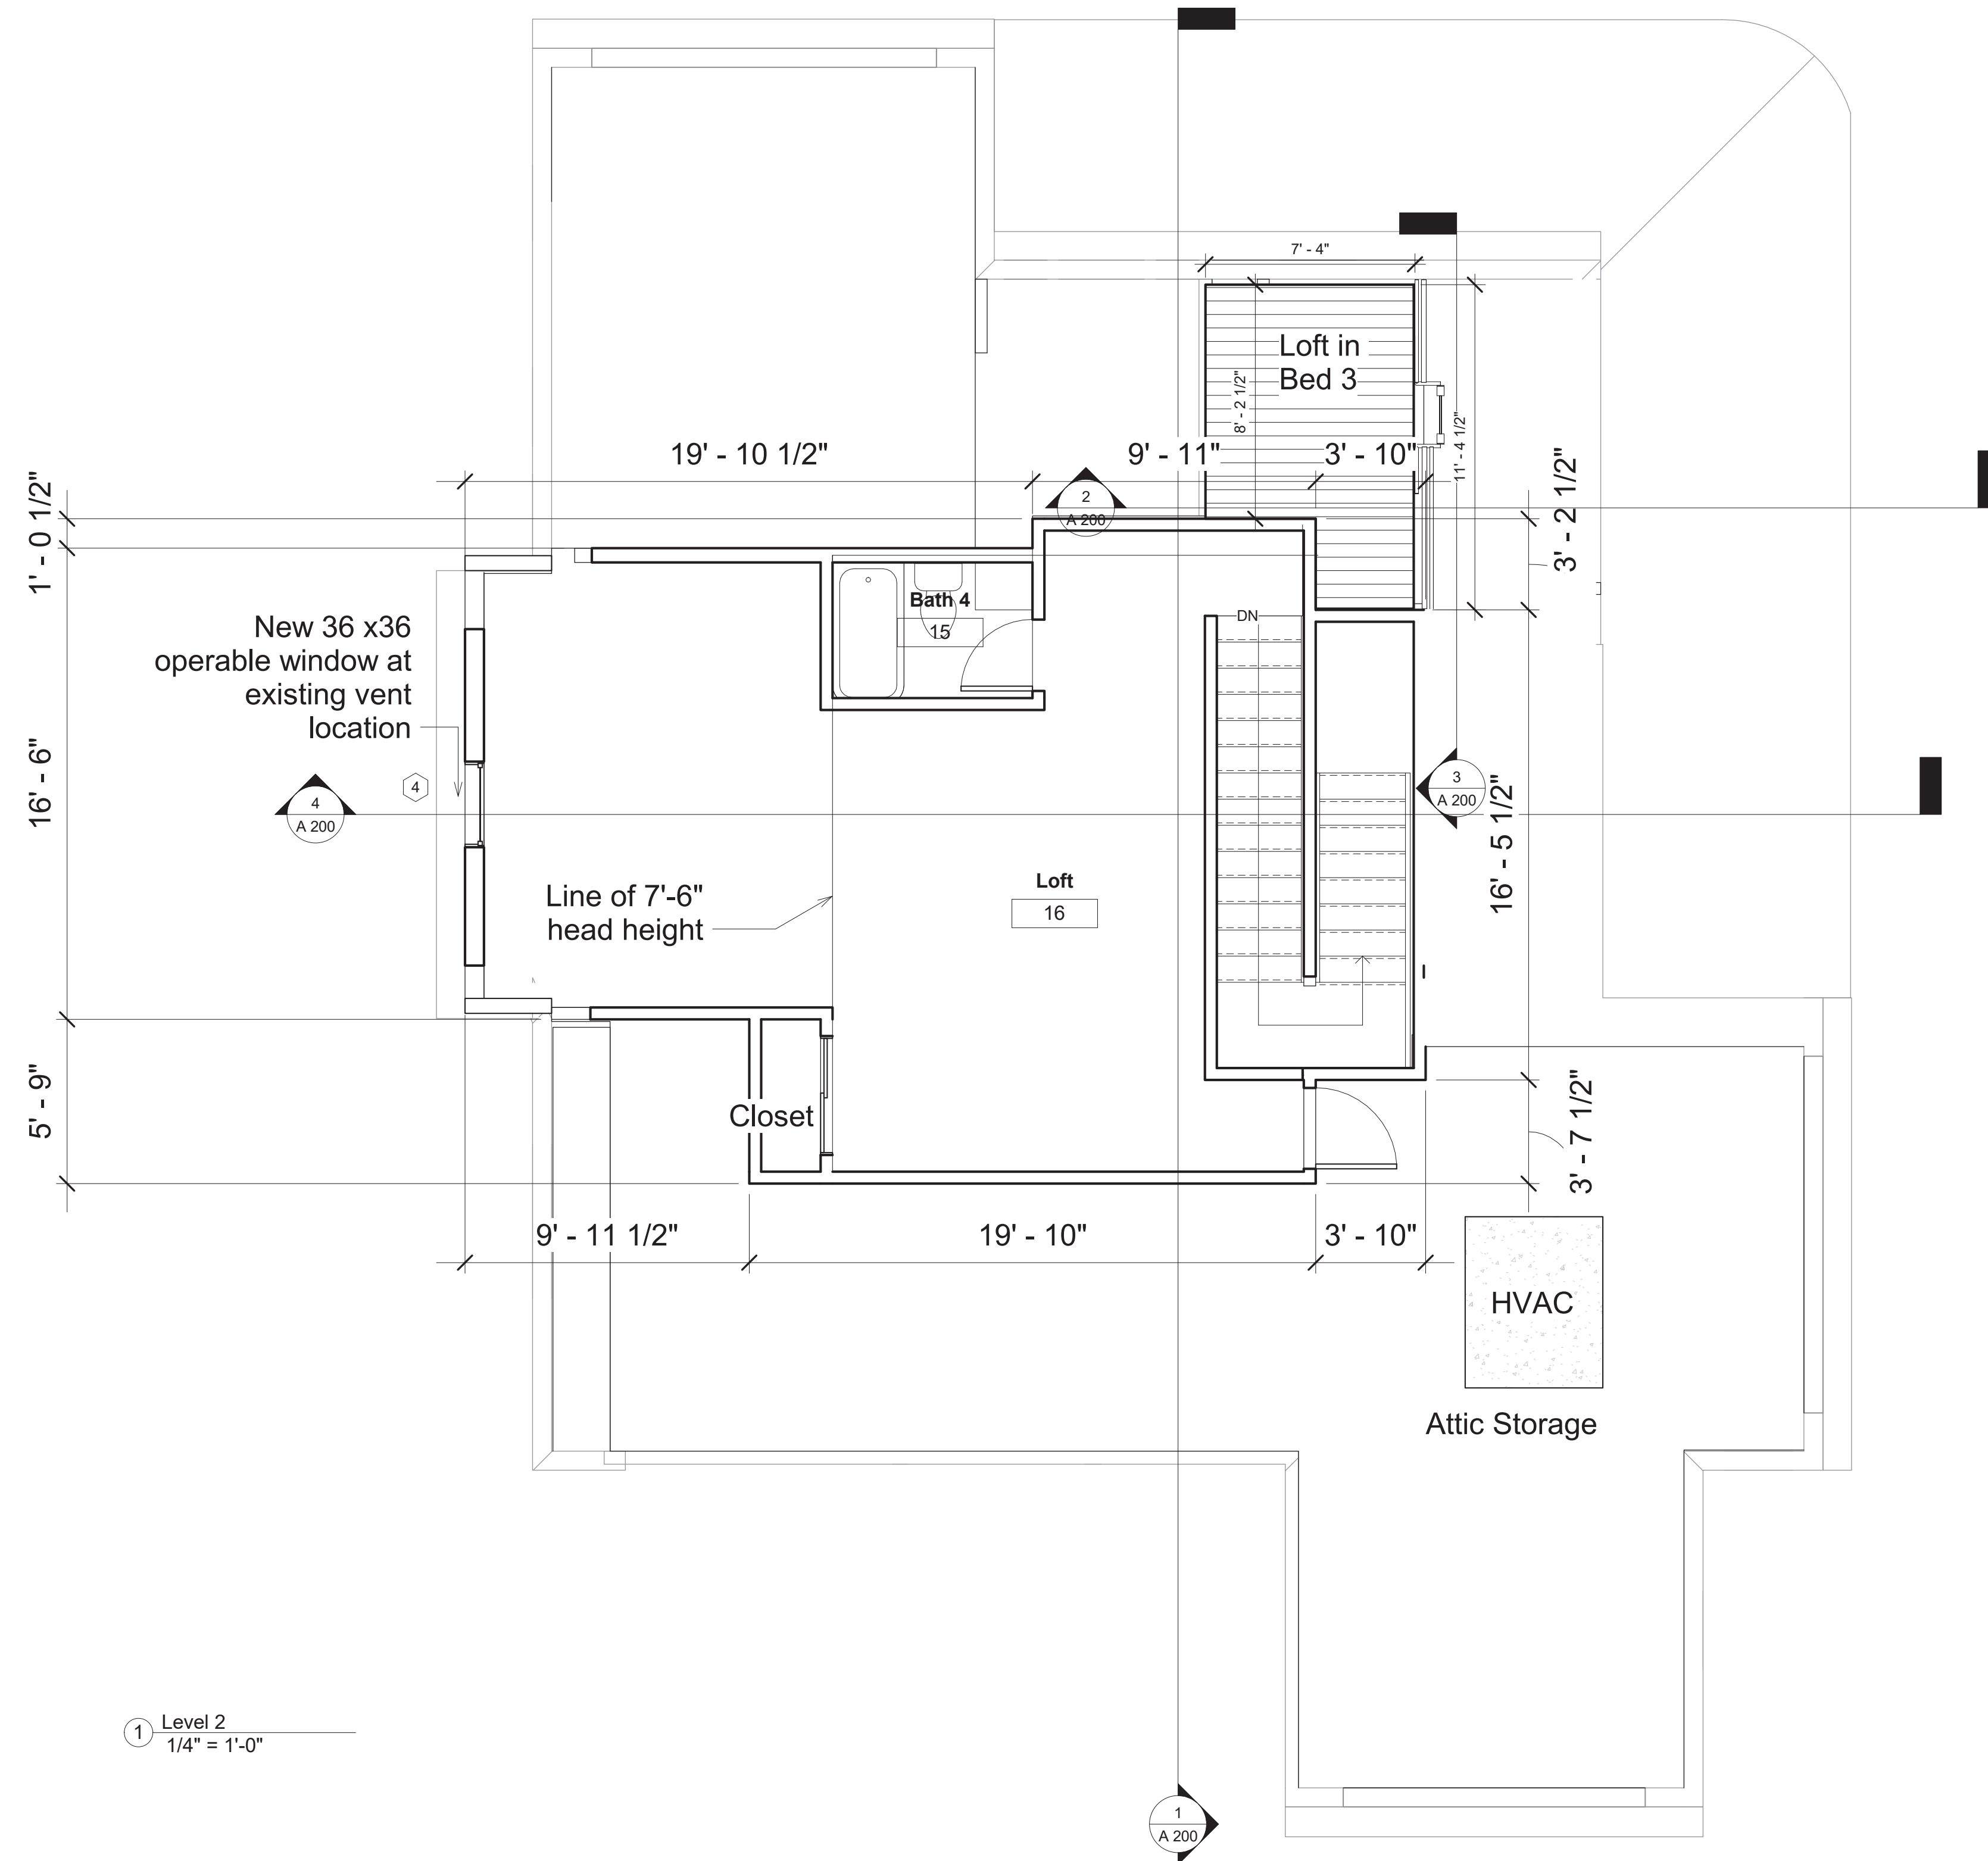 7' - 4"
Loft in
Bed 3
8' - 2 1/2"
11' - 4 1/2"
19' - 10 1/2"
9' - 11"
3' - 10"
3' - 2 1/2"
1' - 0 1/2"
2
A 200
Bath 4
15
DN
New 36 x36
operable window at
existing vent
location
4
4
A 200
16' - 6"
3
A 200
16' - 5 1/2"
Line of 7'-6"
head height
Loft
16
5' - 9"
Closet
3' - 7 1/2"
9' - 11 1/2"
19' - 10"
3' - 10"
HVAC
Attic Storage
1
Level 2
1/4" = 1'-0"
1
A 200